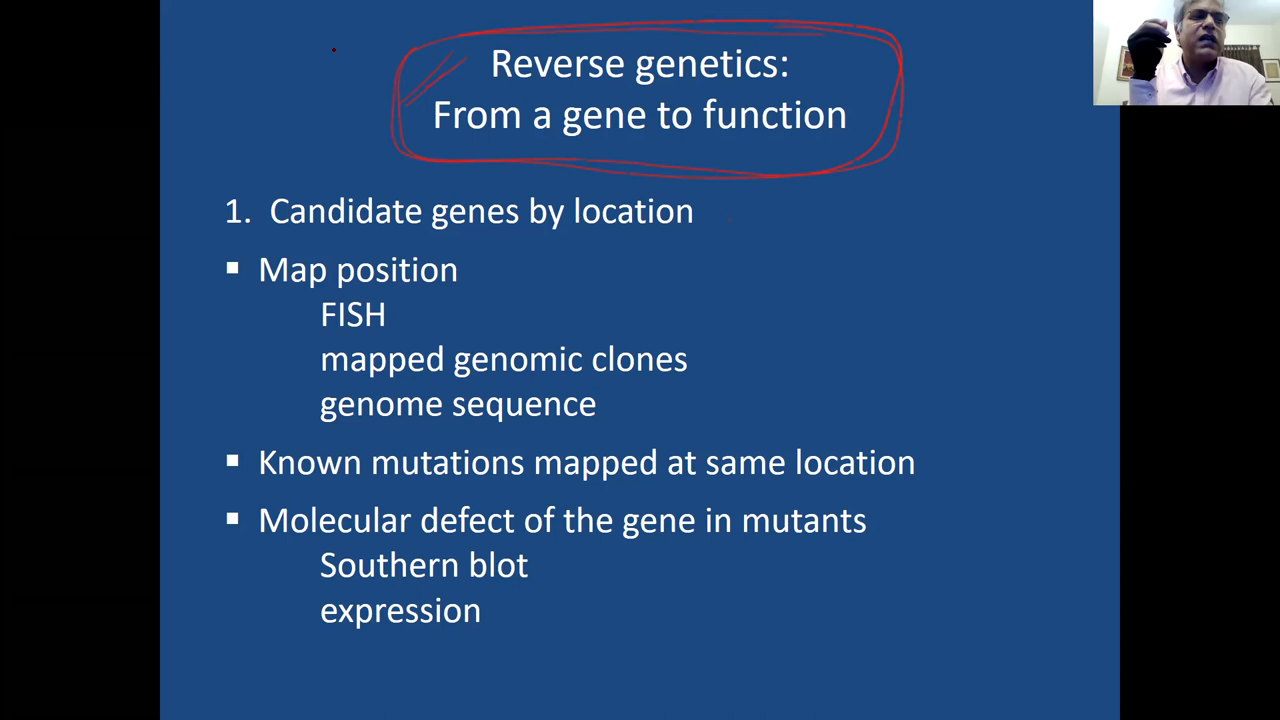 Reverse genetics:
From a gene to function
1. Candidate genes by location
▪ Map position
FISH
mapped genomic clones
genome sequence
▪ Known mutations mapped at same location
▪ Molecular defect of the gene in mutants
Southern blot
expression